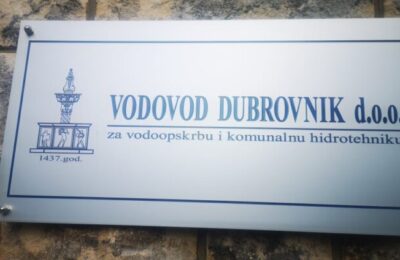 VODOVOD DUBROVNIK d.o.o.
za vodoopskrbu i komunalnu hidrotehniku
1437.god.